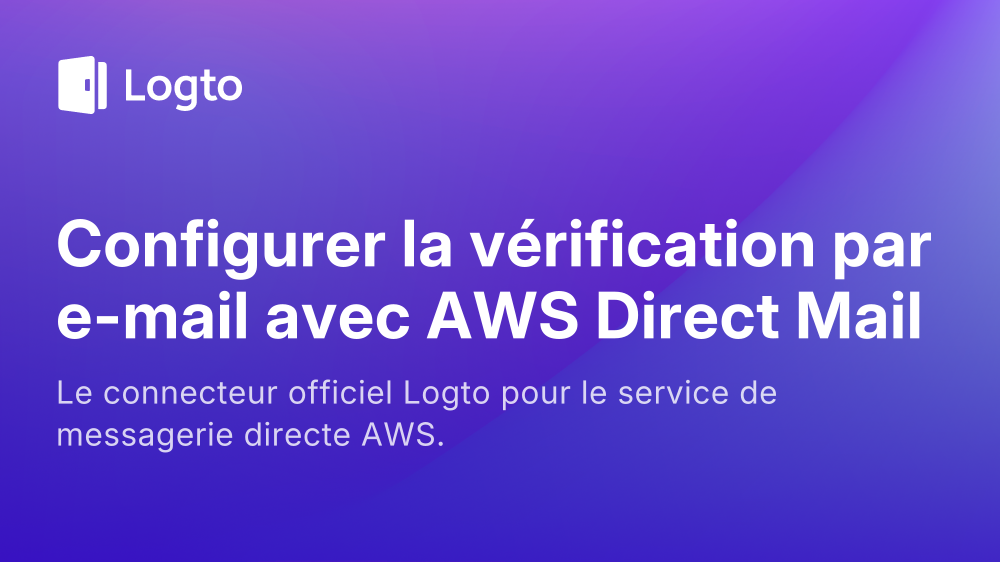 Logto
Configurer la vérification par
e-mail avec AWS Direct Mail
Le connecteur officiel Logto pour le service de
messagerie directe AWS.